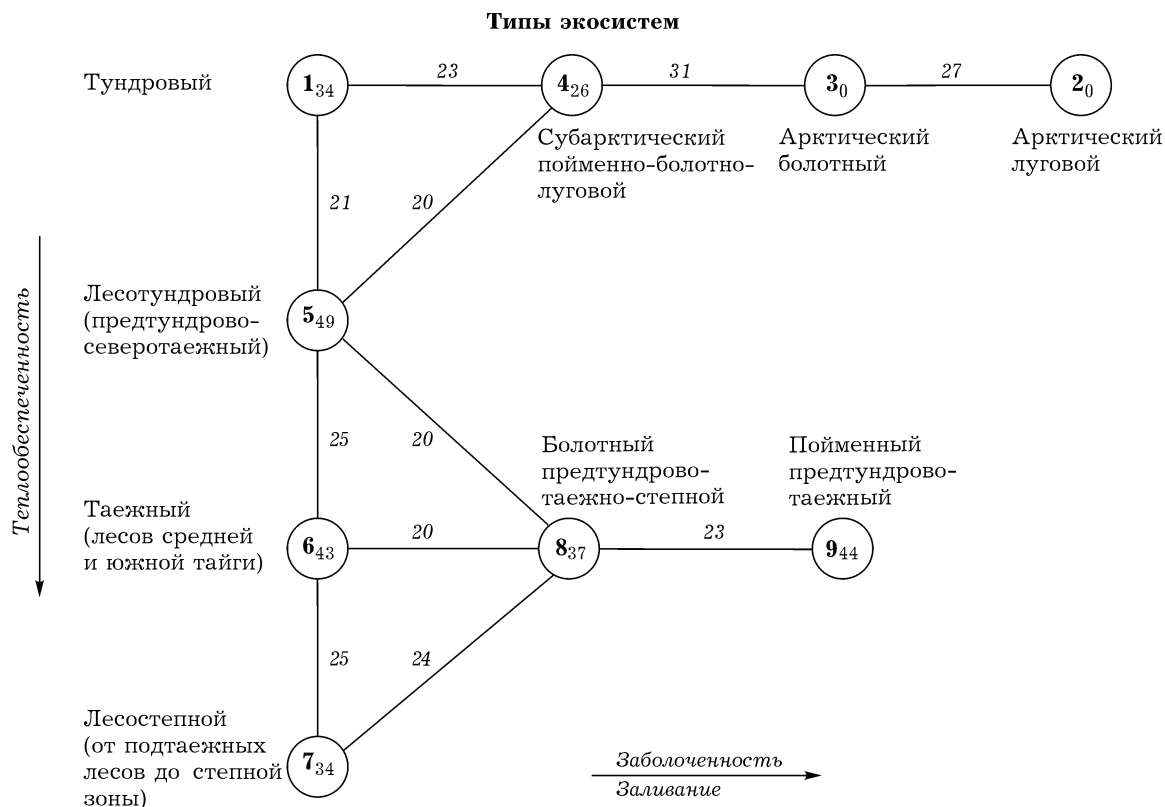 Типы экосистем
Тундровый
1₃₄
23
4₂₆
31
3₀
27
2₀
Субарктический
пойменно-болотно-
луговой
Арктический
болотный
Арктический
луговой
21
20
Теплообеспеченность
Лесотундровый
(предтундрово-
северотаежный)
5₄₉
25
20
Болотный
предтундрово-
таежно-степной
Пойменный
предтундрово-
таежный
Таежный
(лесов средней
и южной тайги)
6₄₃
20
8₃₇
23
9₄₄
25
24
Лесостепной
(от подтаежных
лесов до степной
зоны)
7₃₄
Заболоченность
Заливание